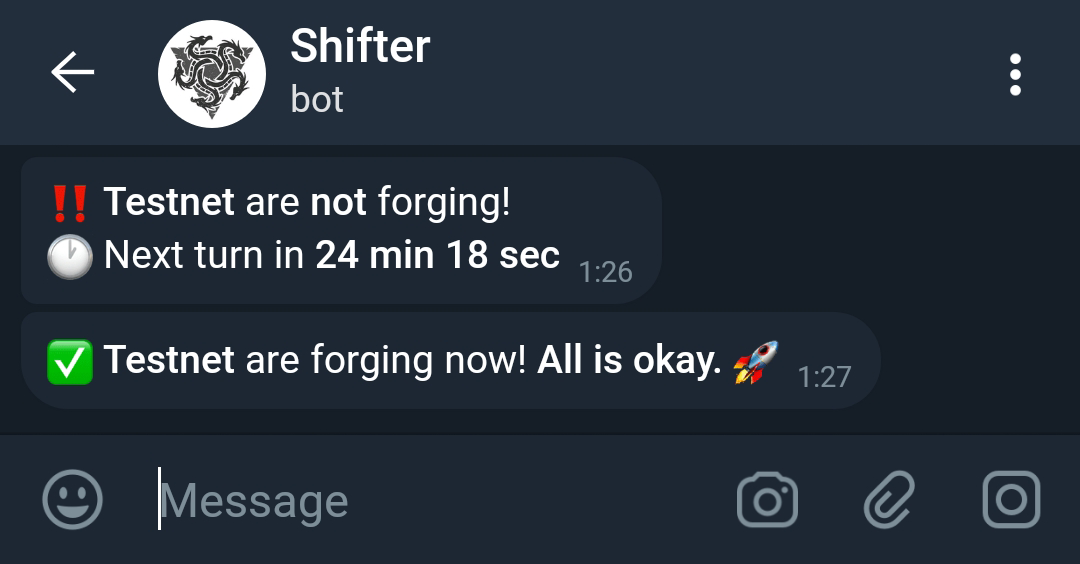 Shifter
bot
‼️ Testnet are not forging!
🕐 Next turn in 24 min 18 sec 1:26
✅ Testnet are forging now! All is okay. 🚀 1:27
Message